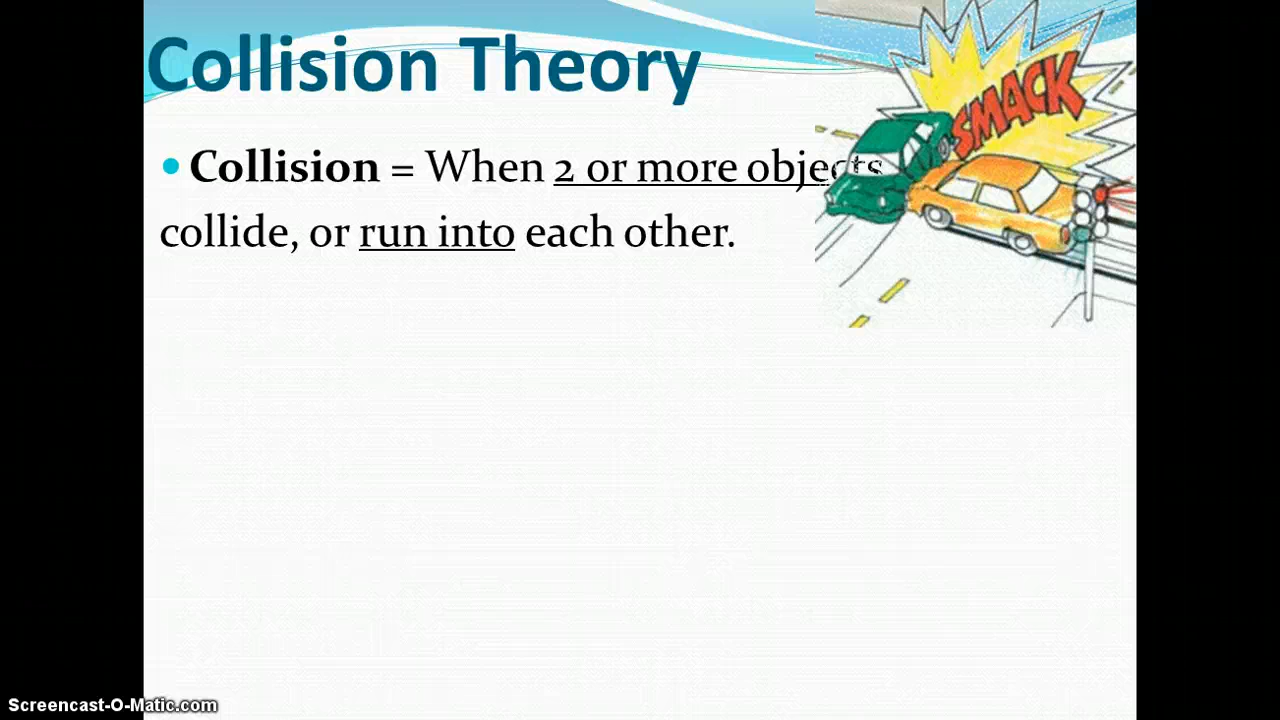 Collision Theory
SMACK
• Collision = When 2 or more objects
collide, or run into each other.
Screencast-O-Matic.com